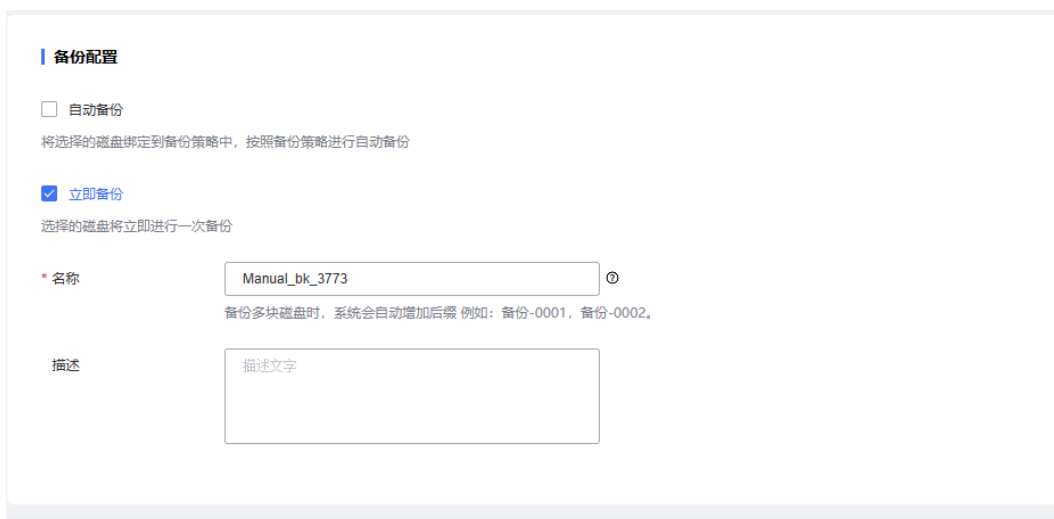 备份配置
自动备份
将选择的磁盘绑定到备份策略中，按照备份策略进行自动备份
立即备份
选择的磁盘将立即进行一次备份
* 名称
Manual_bk_3773
备份多块磁盘时，系统会自动增加后缀 例如：备份-0001，备份-0002。
描述
描述文字